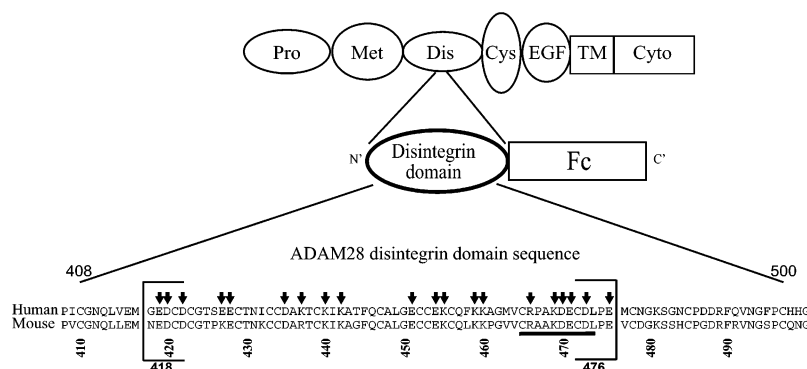 Pro Met Dis Cys EGF TM Cyto
N' Disintegrin domain Fc C'
ADAM28 disintegrin domain sequence
408 500
Human PICGNQLVEM GEDCDCGTSEECTNICCDAKTCKIKATFQCALGECCEKCQFKKAGMVCRPAKDECDLPE MCNGKSGNCPDDRFQVNGFPCHHG
Mouse PVCGNQLLEM NEDCDCGTPKECTNKCCDARTCKIKAGFQCALGECCEKCQLKKPGVVCRAAKDECDLPE VCDGKSSHCPGDRFRVNGSPCQNG
410 420 430 440 450 460 470 480 490
418 476